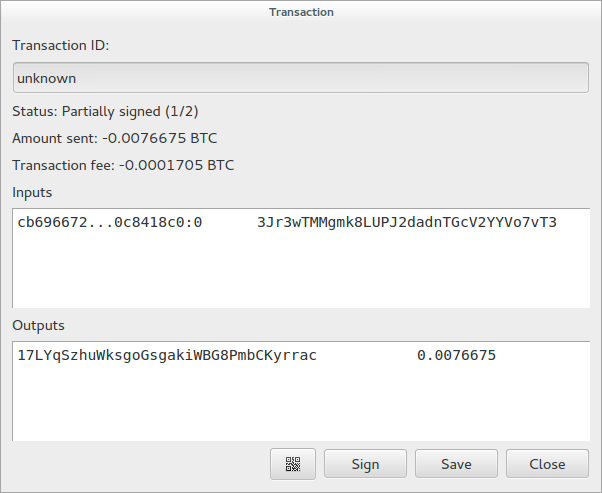 Transaction
Transaction ID:
unknown
Status: Partially signed (1/2)
Amount sent: -0.0076675 BTC
Transaction fee: -0.0001705 BTC
Inputs
cb696672...0c8418c0:0 3Jr3wTMMgmk8LUPJ2dadnTGcV2YYVo7vT3
Outputs
17LYqSzhuWksgoGsgakiWBG8PmbCKyrrac 0.0076675
Sign Save Close